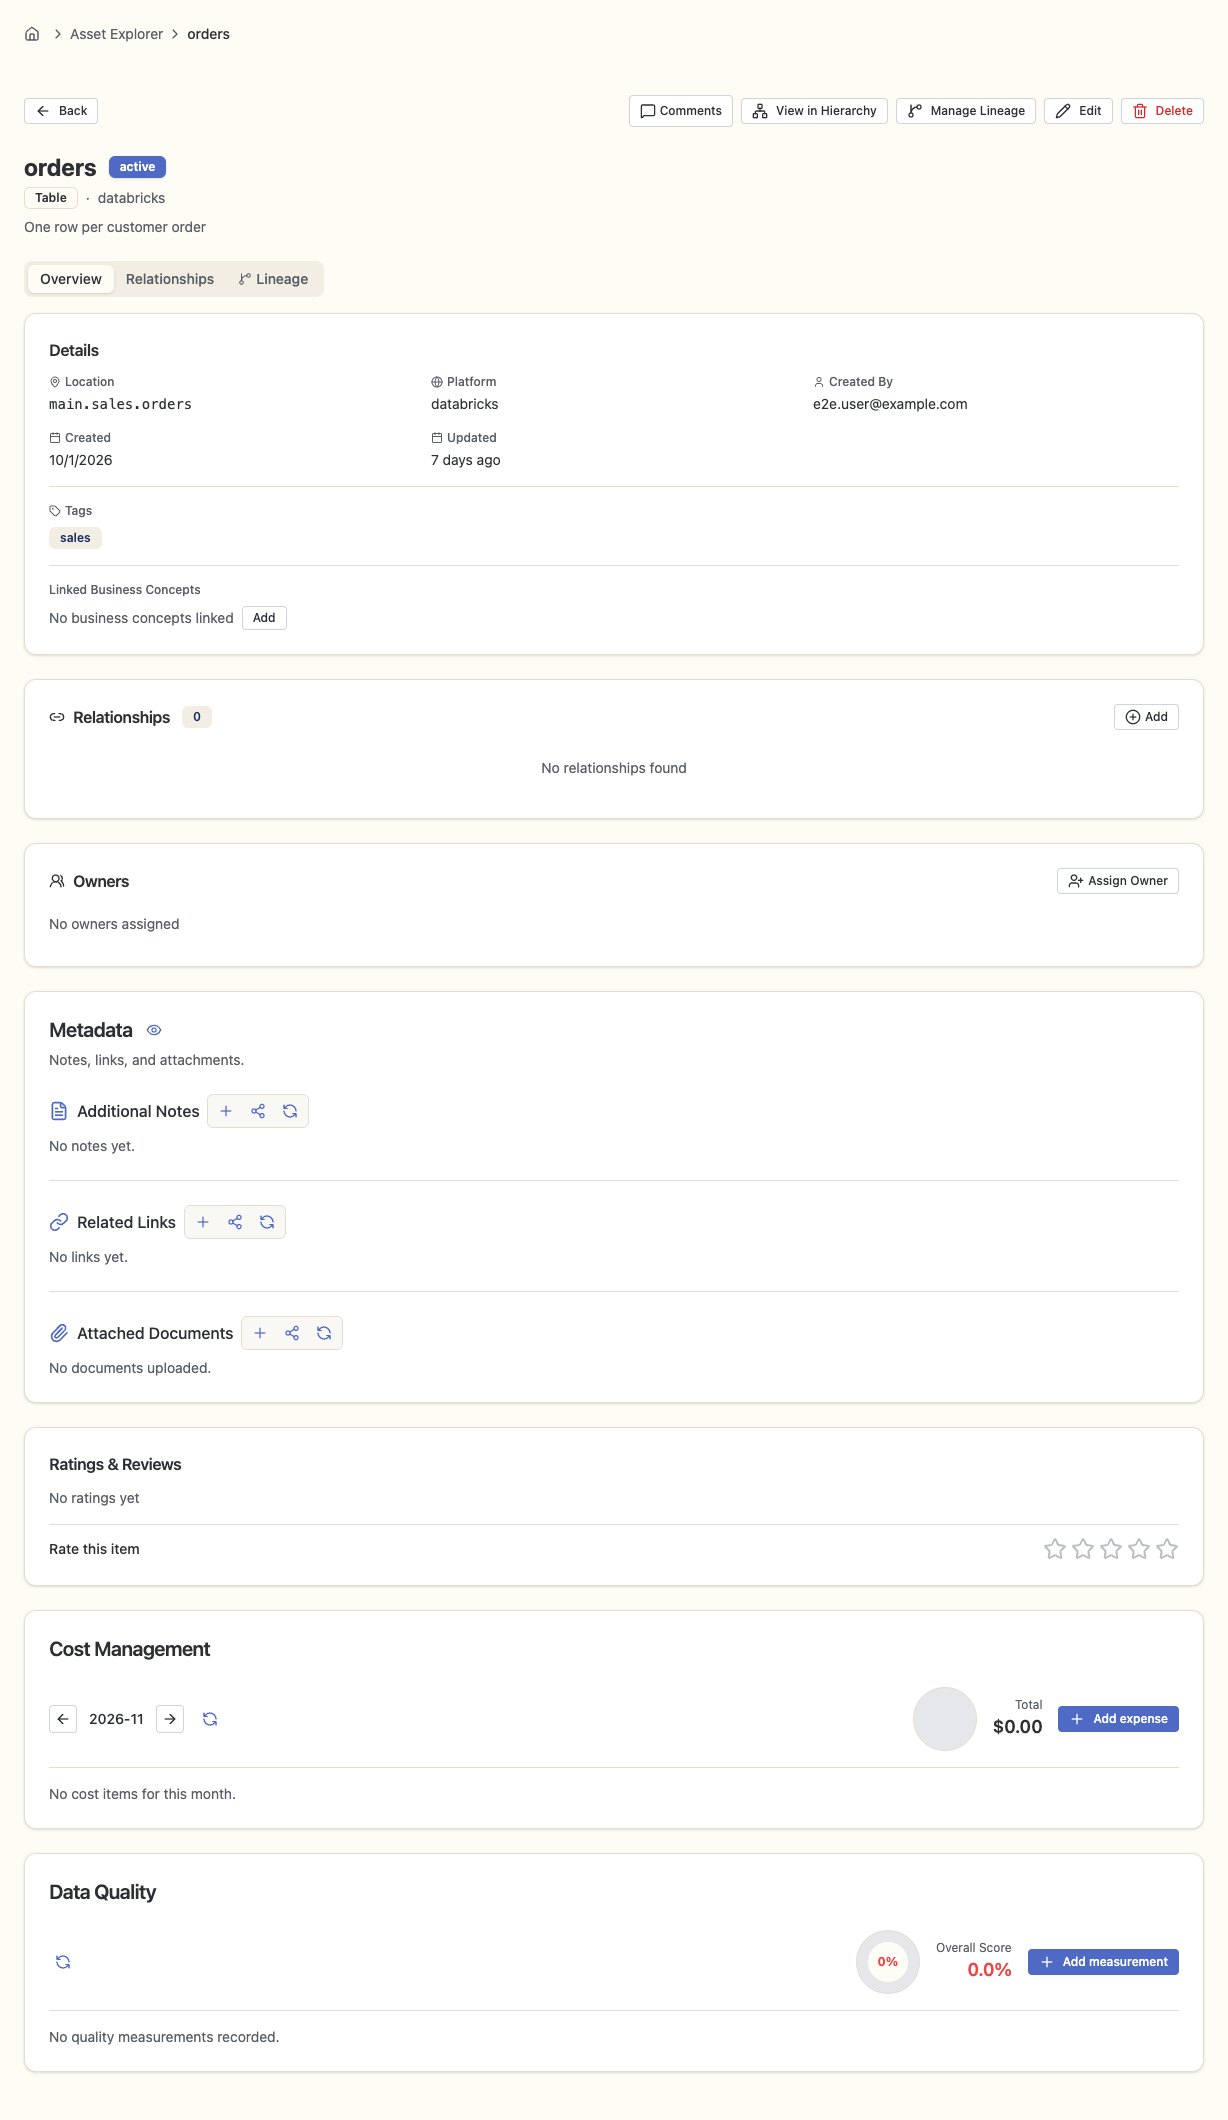 Asset Explorer orders
Back Comments View in Hierarchy Manage Lineage Edit Delete
orders active
Table · databricks
One row per customer order
Overview Relationships Lineage
Details
Location Platform Created By
main.sales.orders databricks e2e.user@example.com
Created Updated
10/1/2026 7 days ago
Tags
sales
Linked Business Concepts
No business concepts linked Add
Relationships 0 Add
No relationships found
Owners Assign Owner
No owners assigned
Metadata
Notes, links, and attachments.
Additional Notes
No notes yet.
Related Links
No links yet.
Attached Documents
No documents uploaded.
Ratings & Reviews
No ratings yet
Rate this item
Cost Management
2026-11 Total $0.00 Add expense
No cost items for this month.
Data Quality
0% Overall Score 0.0% Add measurement
No quality measurements recorded.